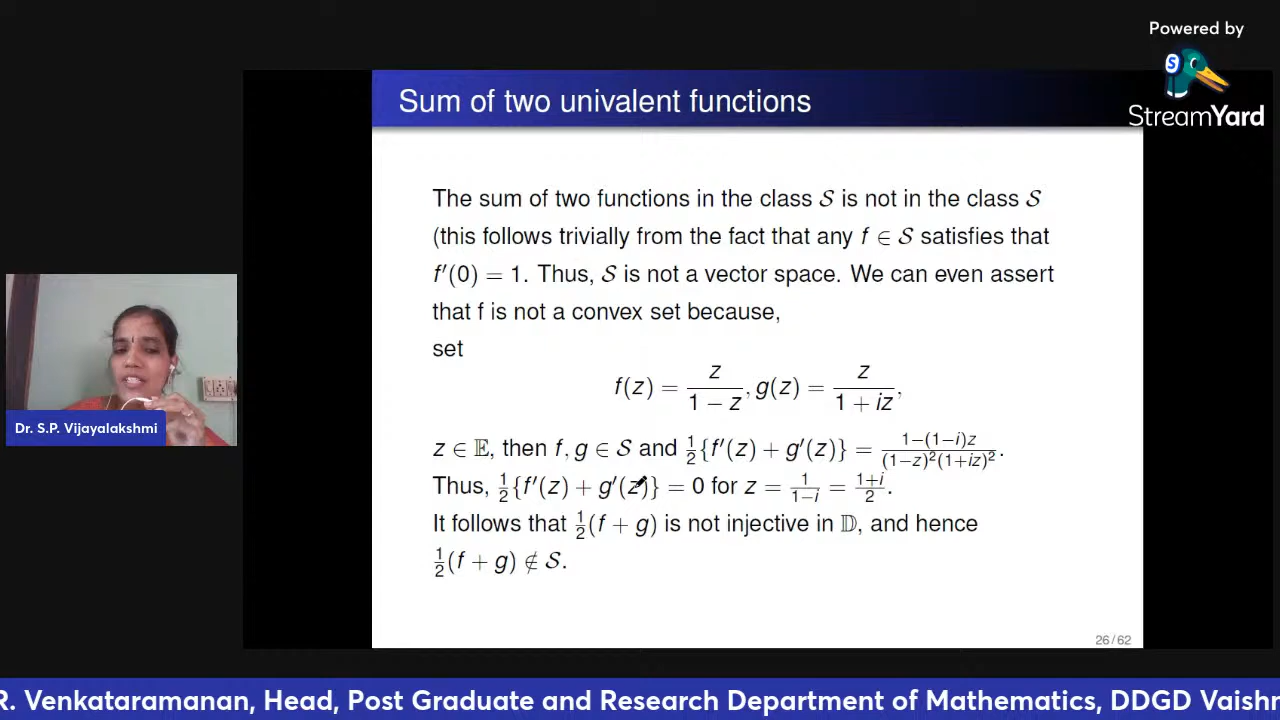 Powered by
StreamYard
Sum of two univalent functions
The sum of two functions in the class 𝒮 is not in the class 𝒮
(this follows trivially from the fact that any f ∈ 𝒮 satisfies that
f′(0) = 1. Thus, 𝒮 is not a vector space. We can even assert
that f is not a convex set because,
set
f(z) = z/(1 − z), g(z) = z/(1 + iz),
z ∈ 𝔼, then f, g ∈ 𝒮 and ½{f′(z) + g′(z)} = (1−(1−i)z)/((1−z)²(1+iz)²).
Thus, ½{f′(z) + g′(z)} = 0 for z = 1/(1−i) = (1+i)/2.
It follows that ½(f + g) is not injective in 𝔻, and hence
½(f + g) ∉ 𝒮.
26 / 62
Dr. S.P. Vijayalakshmi
R. Venkataramanan, Head, Post Graduate and Research Department of Mathematics, DDGD Vaishn